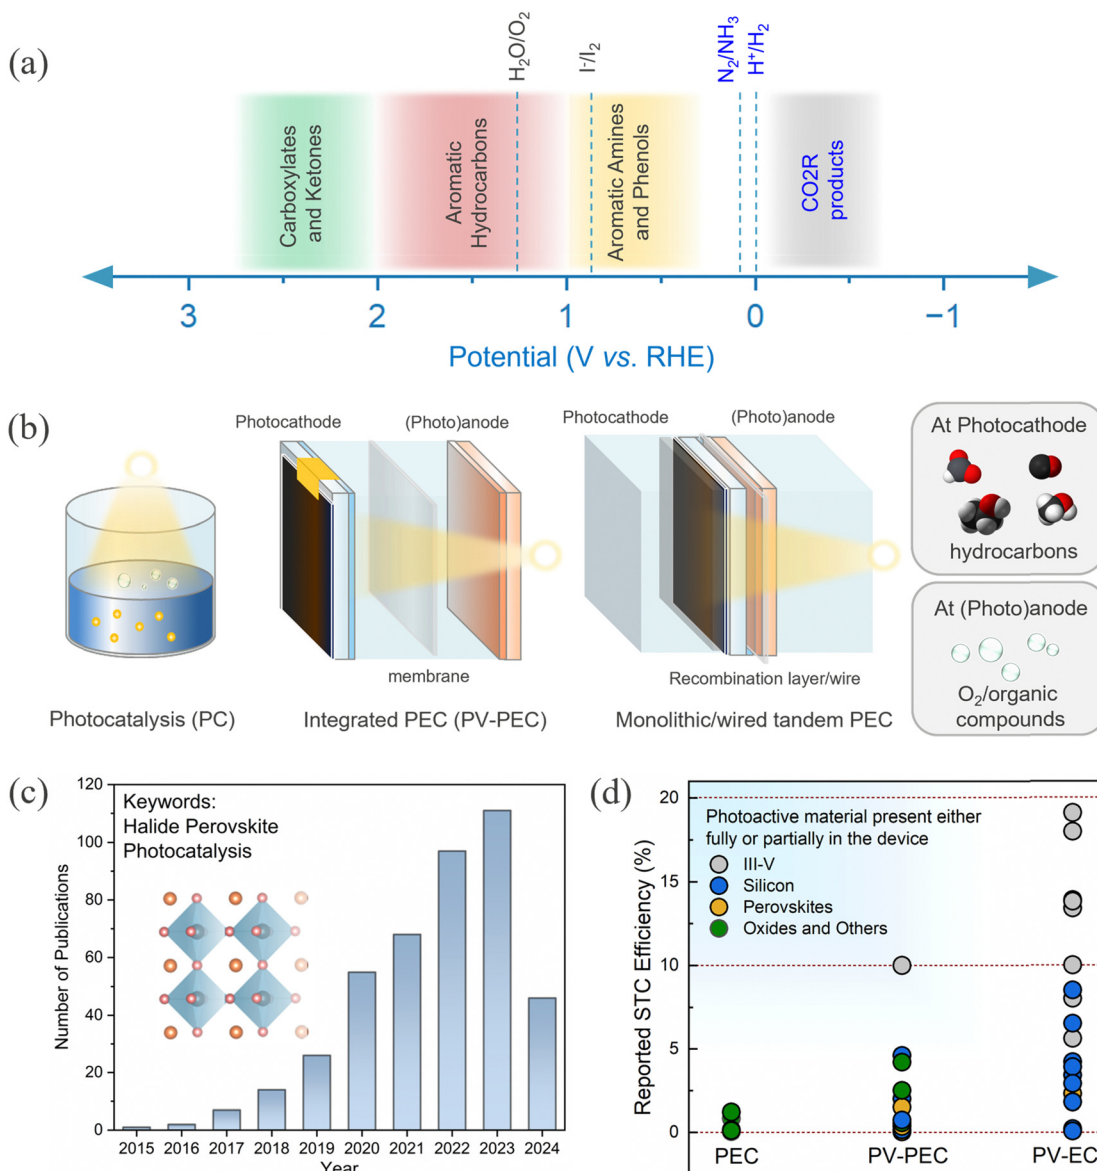 (a)
H₂O/O₂
I⁻/I₂
N₂/NH₃
H⁺/H₂
Carboxylates
and Ketones
Aromatic
Hydrocarbons
Aromatic Amines
and Phenols
CO2R
products
3
2
1
0
−1
Potential (V vs. RHE)
(b)
Photocathode
(Photo)anode
Photocathode
(Photo)anode
membrane
Recombination layer/wire
Photocatalysis (PC)
Integrated PEC (PV-PEC)
Monolithic/wired tandem PEC
At Photocathode
hydrocarbons
At (Photo)anode
O₂/organic
compounds
(c)
Number of Publications
120
100
80
60
40
20
0
Keywords:
Halide Perovskite
Photocatalysis
2015 2016 2017 2018 2019 2020 2021 2022 2023 2024
Year
(d)
Reported STC Efficiency (%)
20
15
10
5
0
Photoactive material present either
fully or partially in the device
III-V
Silicon
Perovskites
Oxides and Others
PEC
PV-PEC
PV-EC